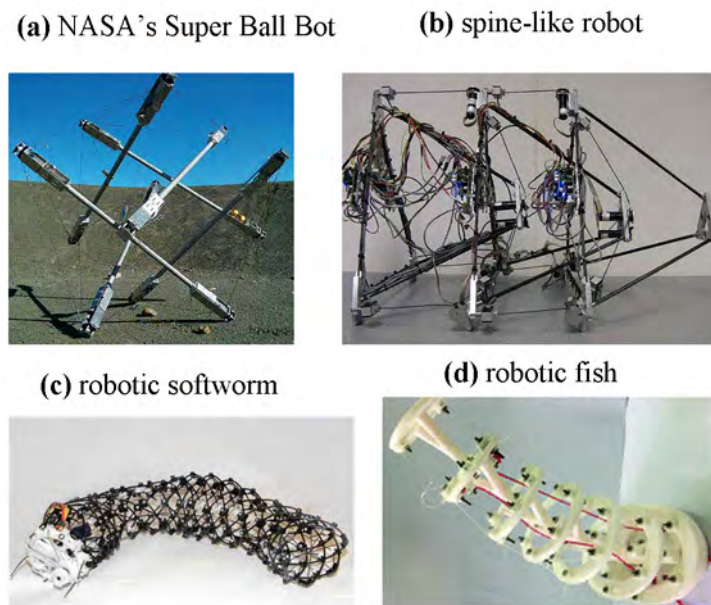 (a) NASA's Super Ball Bot
(b) spine-like robot
(c) robotic softworm
(d) robotic fish